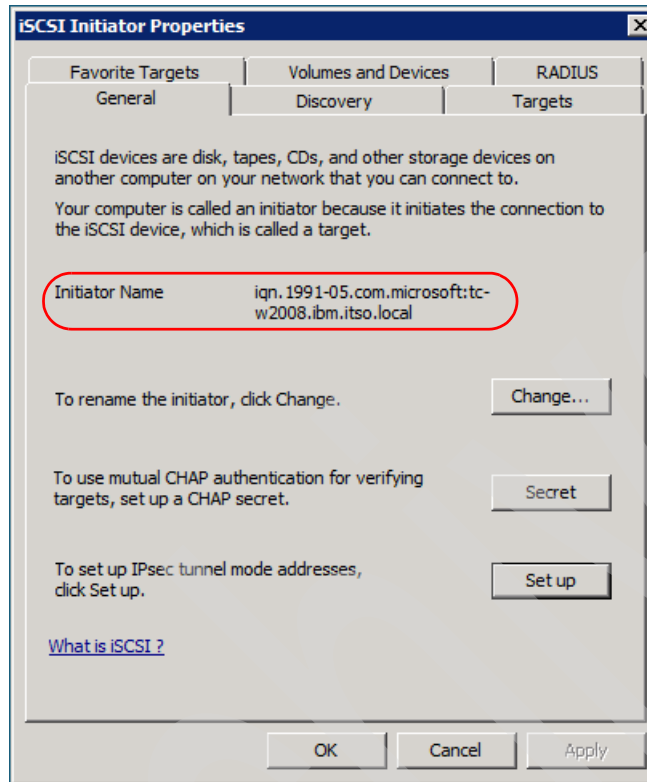 iSCSI Initiator Properties
Favorite Targets
Volumes and Devices
RADIUS
General
Discovery
Targets
iSCSI devices are disk, tapes, CDs, and other storage devices on
another computer on your network that you can connect to.
Your computer is called an initiator because it initiates the connection to
the iSCSI device, which is called a target.
Initiator Name
iqn.1991-05.com.microsoft:tc-
w2008.ibm.itso.local
To rename the initiator, click Change.
Change...
To use mutual CHAP authentication for verifying
targets, set up a CHAP secret.
Secret
To set up IPsec tunnel mode addresses,
click Set up.
Set up
What is iSCSI ?
OK
Cancel
Apply